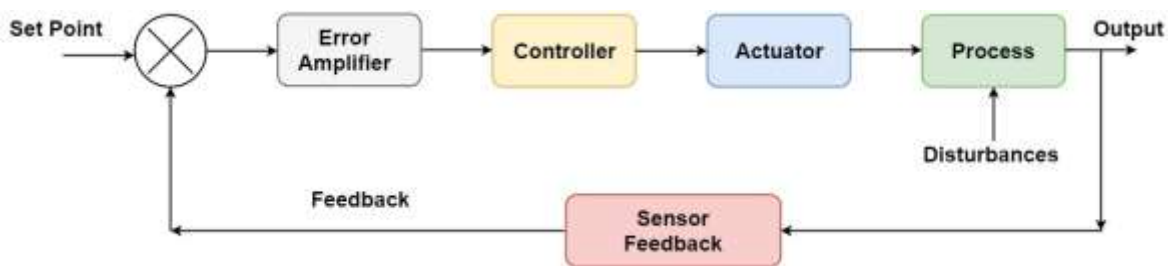 Set Point
Error
Amplifier
Controller
Actuator
Process
Output
Disturbances
Feedback
Sensor
Feedback